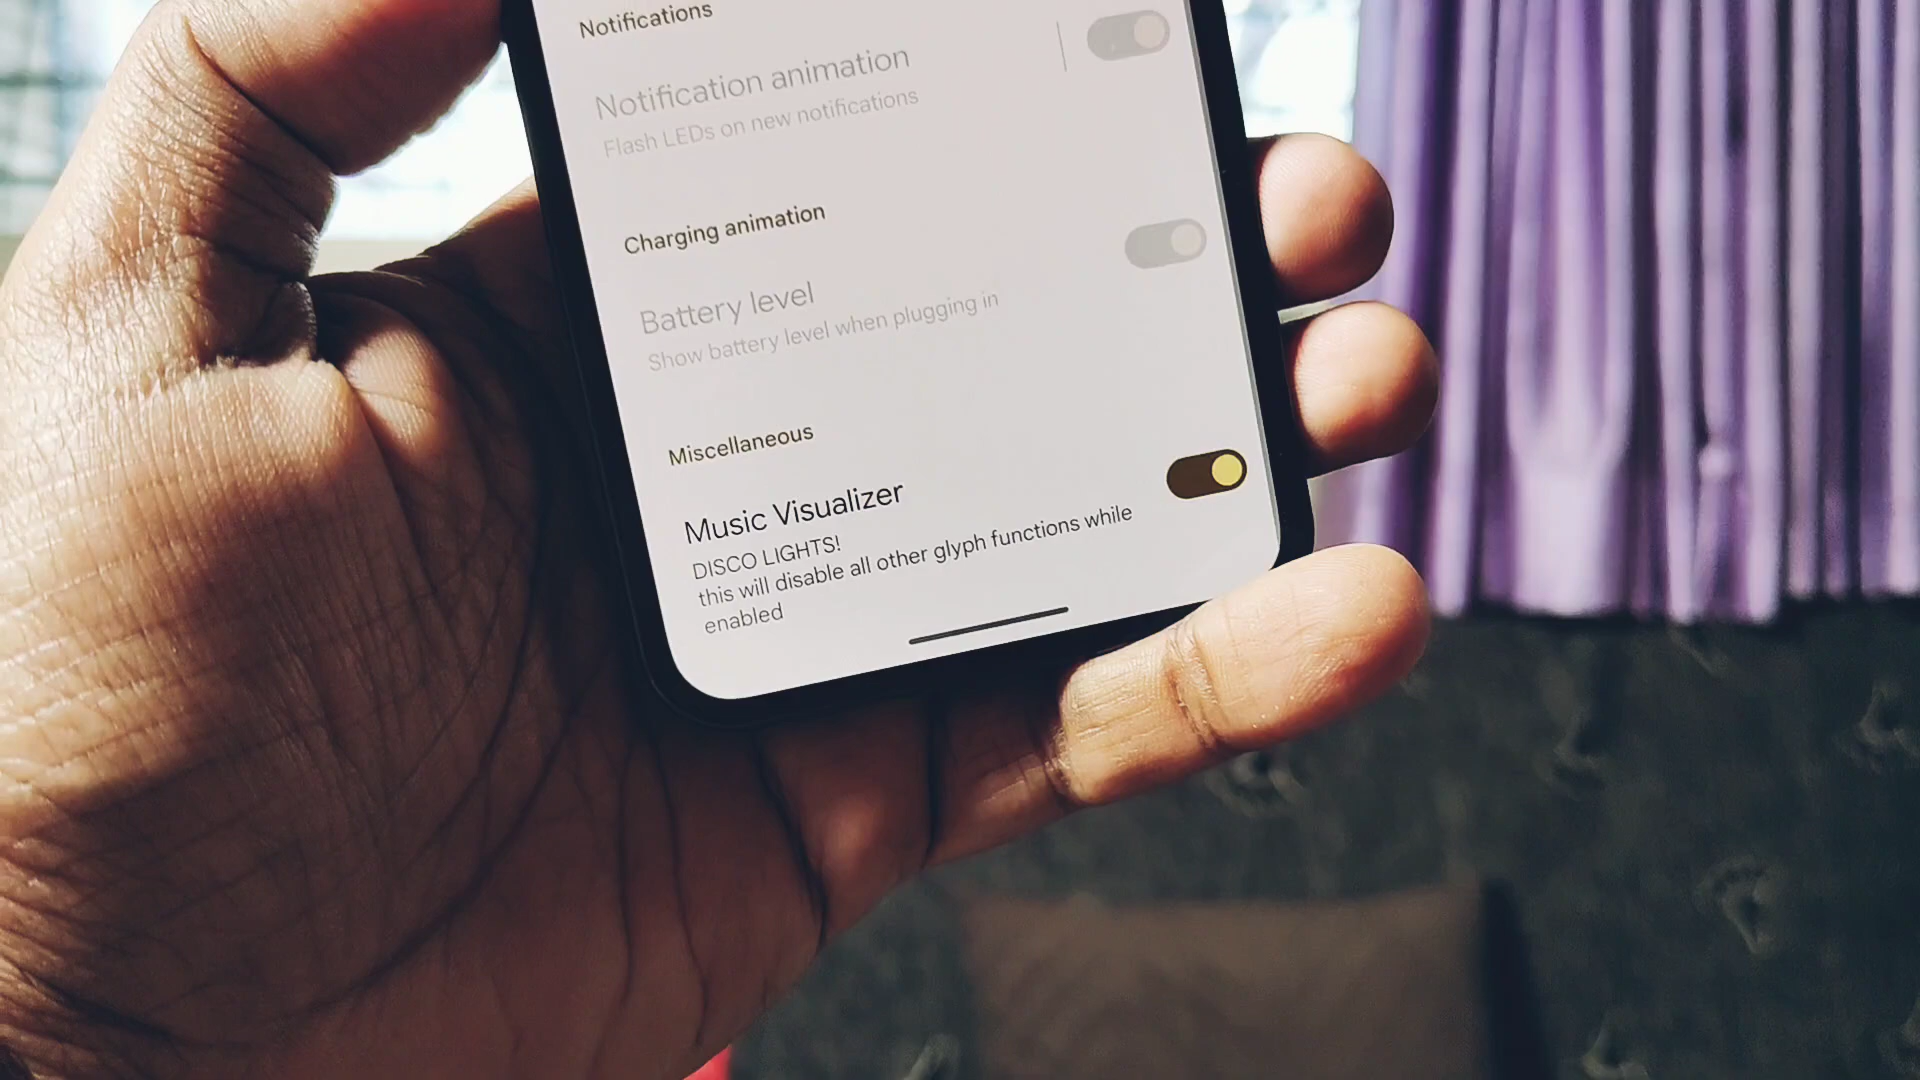 Notifications
Notification animation
Flash LEDs on new notifications
Charging animation
Battery level
Show battery level when plugging in
Miscellaneous
Music Visualizer
DISCO LIGHTS!
this will disable all other glyph functions while
enabled